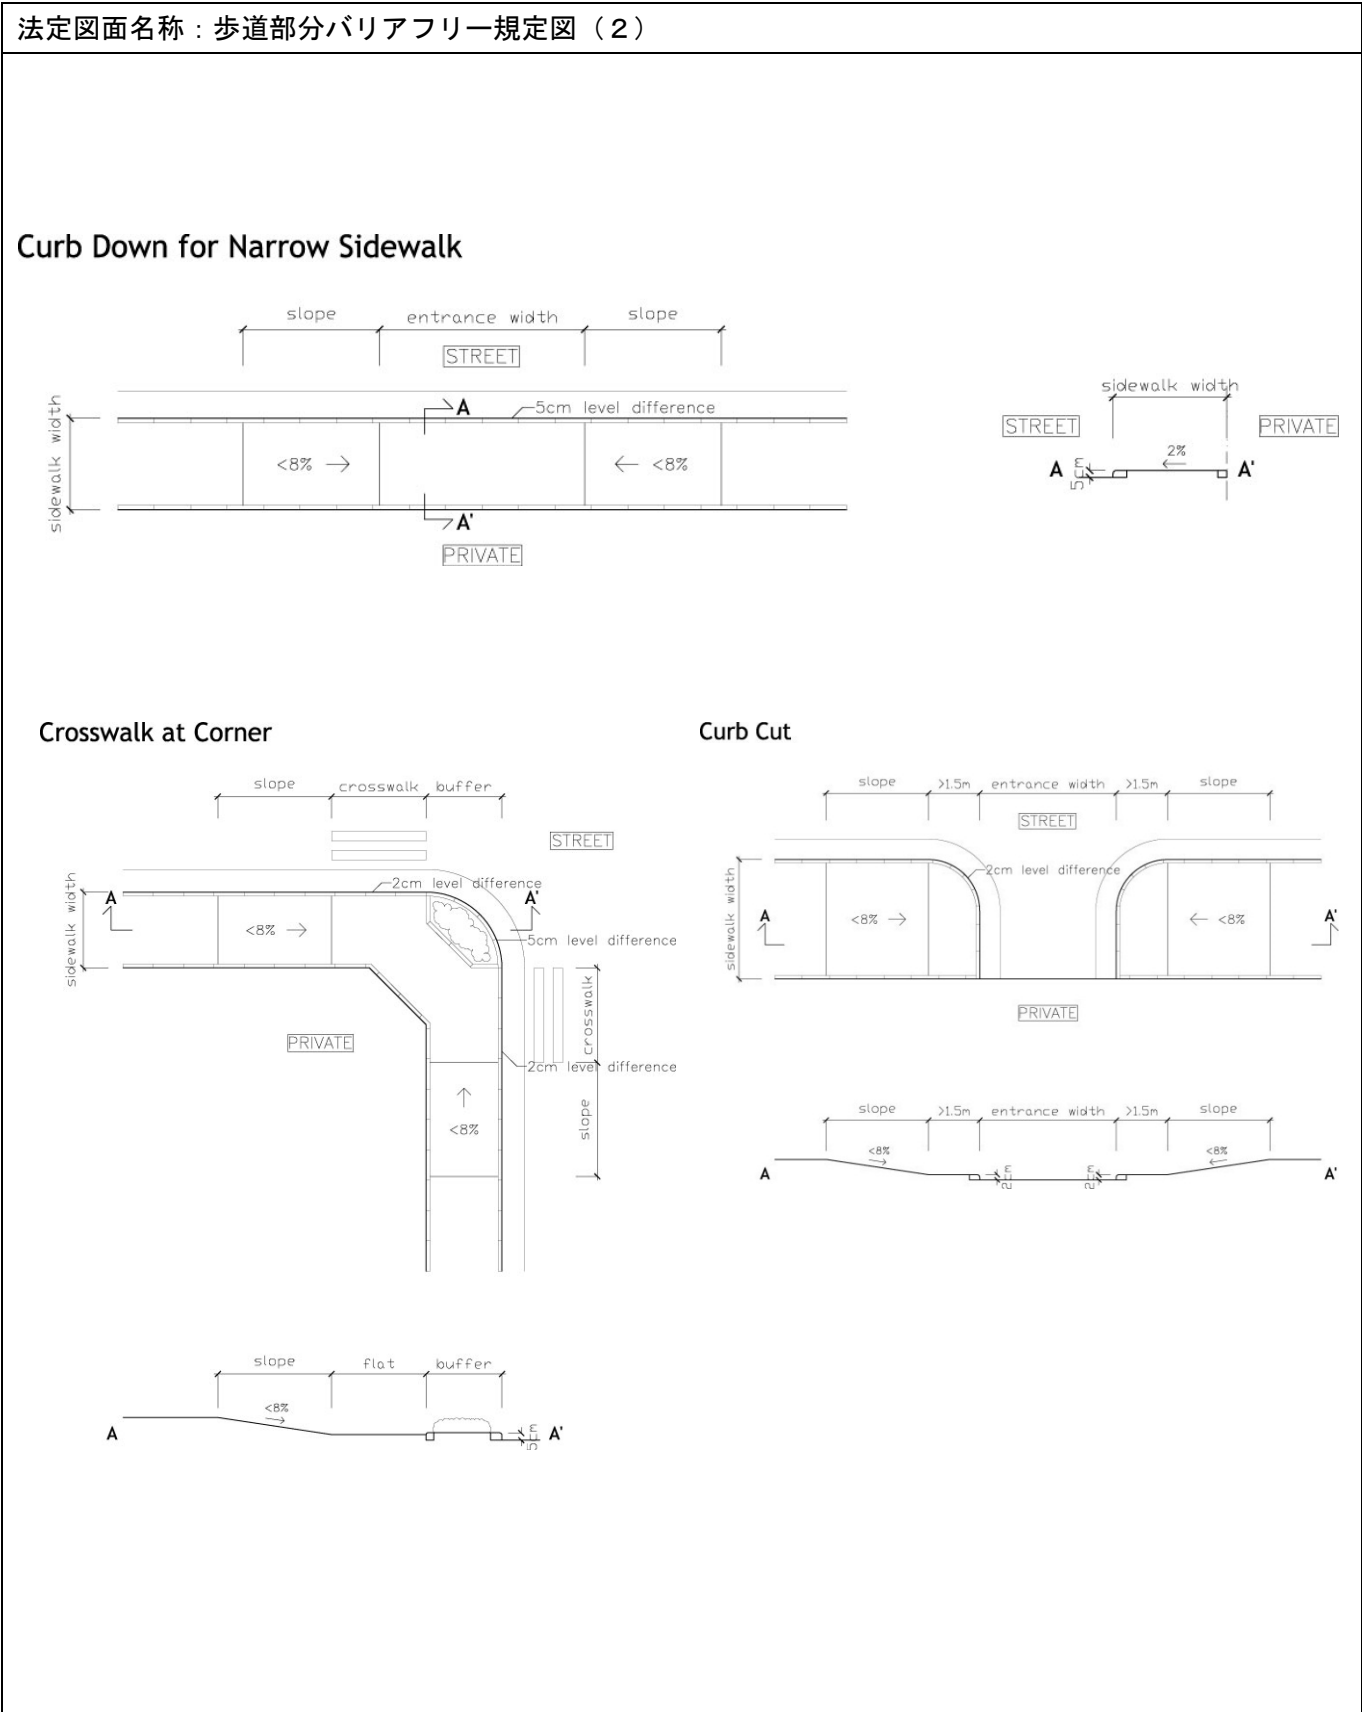 法定図面名称：歩道部分バリアフリー規定図（２）
Curb Down for Narrow Sidewalk
slope
entrance width
slope
STREET
sidewalk width
A
5cm level difference
<8%
<8%
A'
PRIVATE
sidewalk width
STREET
PRIVATE
2%
A
5cm
A'
Crosswalk at Corner
slope
crosswalk
buffer
STREET
sidewalk width
2cm level difference
A
A'
<8%
5cm level difference
crosswalk
PRIVATE
2cm level difference
<8%
slope
slope
flat
buffer
<8%
A
5cm
A'
Curb Cut
slope
>1.5m
entrance width
>1.5m
slope
STREET
sidewalk width
2cm level difference
A
<8%
<8%
A'
PRIVATE
slope
>1.5m
entrance width
>1.5m
slope
<8%
<8%
A
2cm
2cm
A'